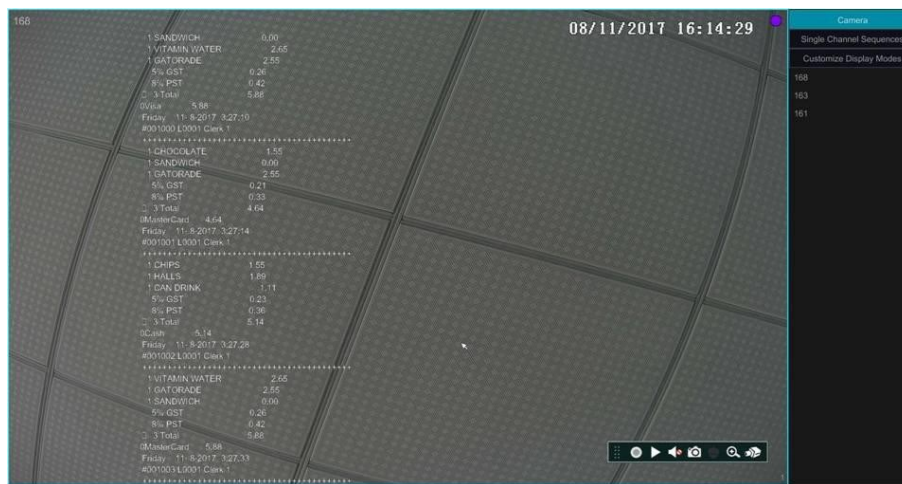 168
08/11/2017 16:14:29
1 SANDWICH 0.00
1 VITAMIN WATER 2.65
1 GATORADE 2.55
5% GST 0.26
8% PST 0.42
3 Total 5.88
0Visa 5.88
Friday 11- 8-2017 3:27:10
#001000 L0001 Clerk 1
1 CHOCOLATE 1.55
1 SANDWICH 0.00
1 GATORADE 2.55
5% GST 0.21
8% PST 0.33
3 Total 4.64
0MasterCard 4.64
Friday 11- 8-2017 3:27:14
#001001 L0001 Clerk 1
1 CHIPS 1.55
1 HALLS 1.89
1 CAN DRINK 1.11
5% GST 0.23
8% PST 0.36
3 Total 5.14
0Cash 5.14
Friday 11- 8-2017 3:27:28
#001002 L0001 Clerk 1
1 VITAMIN WATER 2.65
1 GATORADE 2.55
1 SANDWICH 0.00
5% GST 0.26
8% PST 0.42
3 Total 5.88
0MasterCard 5.88
Friday 11- 8-2017 3:27:33
#001003 L0001 Clerk 1
Camera
Single Channel Sequences
Customize Display Modes
168
163
161
1